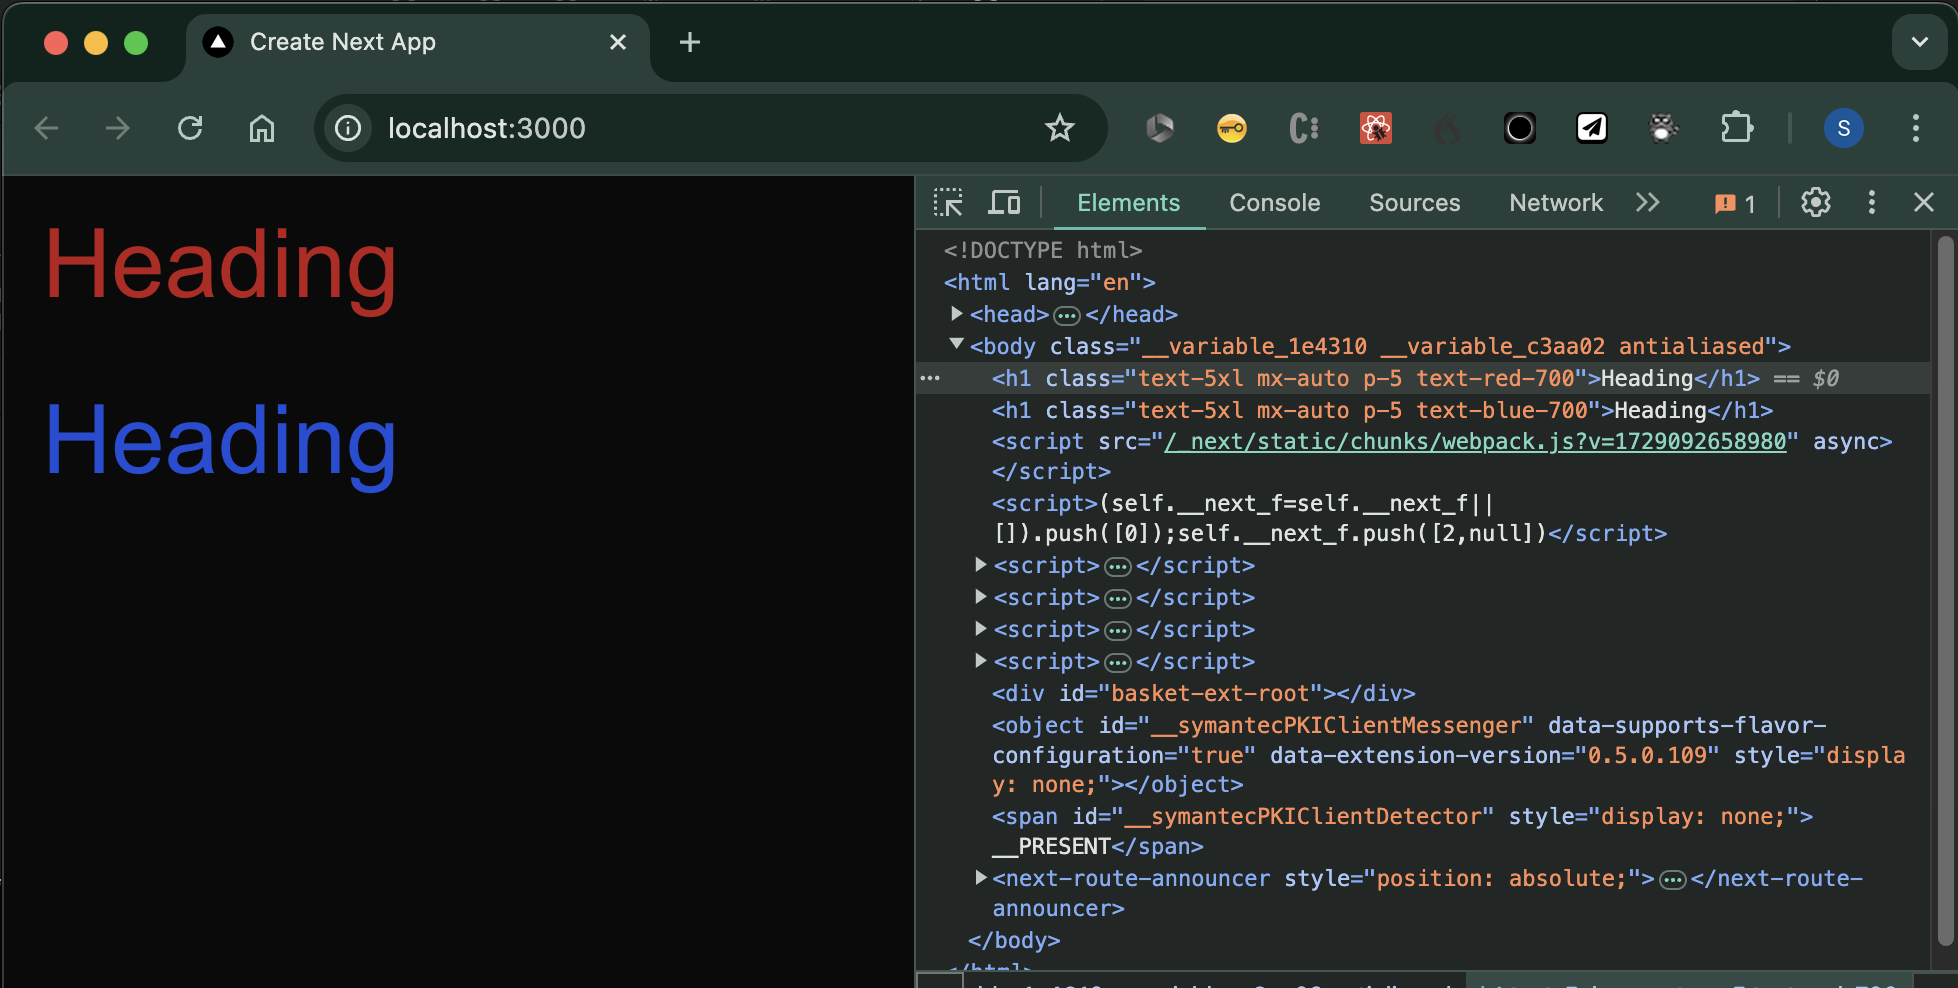 Create Next App
localhost:3000
S
Heading
Heading
Elements
Console
Sources
Network
1
<!DOCTYPE html>
<html lang="en">
<head>…</head>
<body class="__variable_1e4310 __variable_c3aa02 antialiased">
<h1 class="text-5xl mx-auto p-5 text-red-700">Heading</h1> == $0
<h1 class="text-5xl mx-auto p-5 text-blue-700">Heading</h1>
<script src="/_next/static/chunks/webpack.js?v=1729092658980" async>
</script>
<script>(self.__next_f=self.__next_f||
[]).push([0]);self.__next_f.push([2,null])</script>
<script>…</script>
<script>…</script>
<script>…</script>
<script>…</script>
<div id="basket-ext-root"></div>
<object id="__symantecPKIClientMessenger" data-supports-flavor-
configuration="true" data-extension-version="0.5.0.109" style="displa
y: none;"></object>
<span id="__symantecPKIClientDetector" style="display: none;">
__PRESENT</span>
<next-route-announcer style="position: absolute;">…</next-route-
announcer>
</body>
</html>